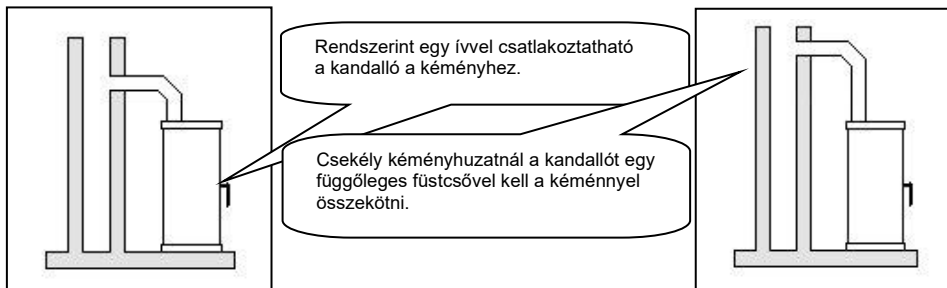 Rendszerint egy ívvel csatlakoztatható
a kandalló a kéményhez.
Csekély kéményhuzatnál a kandallót egy
függőleges füstcsővel kell a kéménnyel
összekötni.